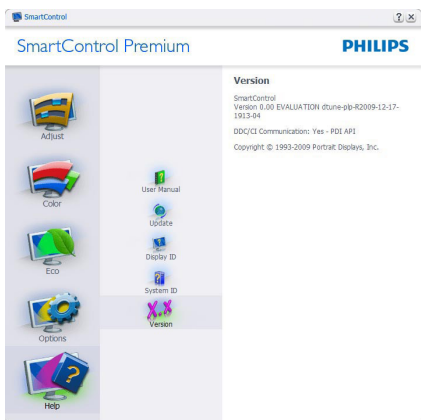 SmartControl
SmartControl Premium
PHILIPS
Adjust
Color
Eco
Options
Help
User Manual
Update
Display ID
System ID
X.X
Version
Version
SmartControl
Version 0.00 EVALUATION dtune-plp-R2009-12-17-
1913-04
DDC/CI Communication: Yes - PDI API
Copyright © 1993-2009 Portrait Displays, Inc.